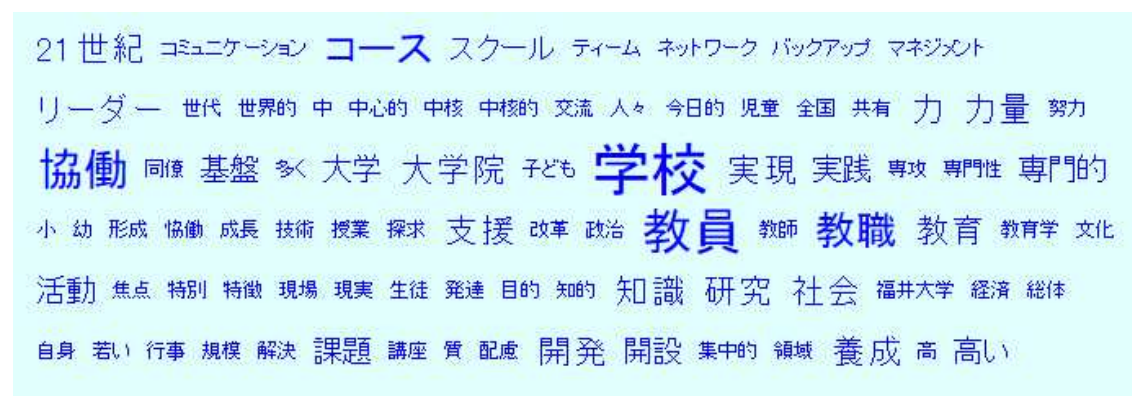 21世紀 コミュニケーション コース スクール ティーム ネットワーク バックアップ マネジメント
リーダー 世代 世界的 中 中心的 中核 中核的 交流 人々 今日的 児童 全国 共有 力 力量 努力
協働 同僚 基盤 多く 大学 大学院 子ども 学校 実現 実践 専攻 専門性 専門的
小 幼 形成 恊働 成長 技術 授業 探求 支援 改革 政治 教員 教師 教職 教育 教育学 文化
活動 焦点 特別 特徴 現場 現実 生徒 発達 目的 知的 知識 研究 社会 福井大学 経済 総体
自身 若い 行事 規模 解決 課題 講座 質 配慮 開発 開設 集中的 領域 養成 高 高い